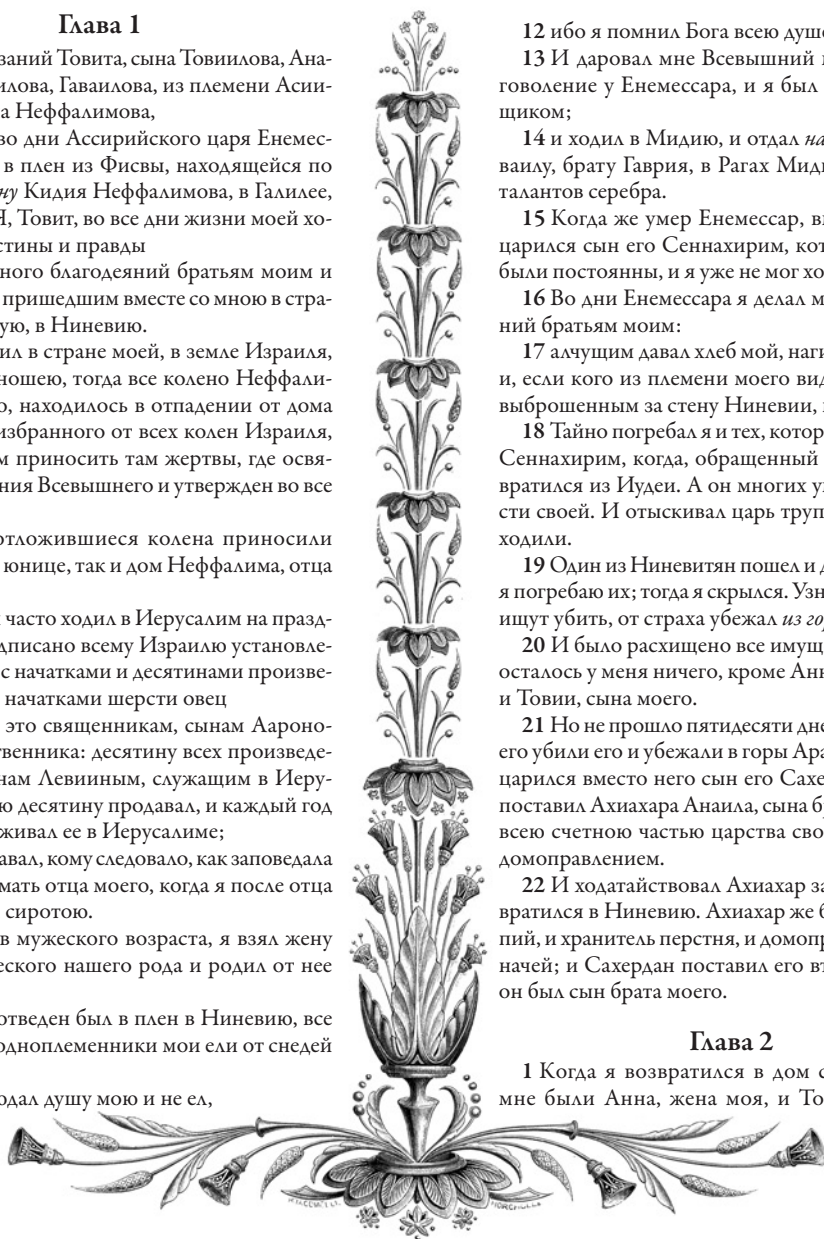 Глава 1
заний Товита, сына Товиилова, Ана-
илова, Гаваилова, из племени Асии-
а Неффалимова,
во дни Ассирийского царя Енемес-
в плен из Фисвы, находящейся по
ну Кидия Неффалимова, в Галилее,
Я, Товит, во все дни жизни моей хо-
стины и правды
ного благодеяний братьям моим и
пришедшим вместе со мною в стра-
ую, в Ниневию.
ил в стране моей, в земле Израиля,
ношею, тогда все колено Неффали-
о, находилось в отпадении от дома
избранного от всех колен Израиля,
м приносить там жертвы, где освя-
ния Всевышнего и утвержден во все
отложившиеся колена приносили
юнице, так и дом Неффалима, отца
часто ходил в Иерусалим на празд-
дписано всему Израилю установле-
с начатками и десятинами произве-
начатками шерсти овец
это священникам, сынам Аароно-
твенника: десятину всех произведе-
нам Левииным, служащим в Иеру-
ю десятину продавал, и каждый год
живал ее в Иерусалиме;
авал, кому следовало, как заповедала
мать отца моего, когда я после отца
сиротою.
в мужеского возраста, я взял жену
еского нашего рода и родил от нее
отведен был в плен в Ниневию, все
одноплеменники мои ели от снедей
юдал душу мою и не ел,
12 ибо я помнил Бога всею душе
13 И даровал мне Всевышний
говоление у Енемессара, и я был
щиком;
14 и ходил в Мидию, и отдал на
ваилу, брату Гаврия, в Рагах Миди
талантов серебра.
15 Когда же умер Енемессар, в
царился сын его Сеннахирим, кот
были постоянны, и я уже не мог хо
16 Во дни Енемессара я делал м
ний братьям моим:
17 алчущим давал хлеб мой, наги
и, если кого из племени моего вид
выброшенным за стену Ниневии,
18 Тайно погребал я и тех, котор
Сеннахирим, когда, обращенный
вратился из Иудеи. А он многих у
сти своей. И отыскивал царь труп
ходили.
19 Один из Ниневитян пошел и д
я погребаю их; тогда я скрылся. Узн
ищут убить, от страха убежал из го
20 И было расхищено все имущ
осталось у меня ничего, кроме Анн
и Товии, сына моего.
21 Но не прошло пятидесяти дне
его убили его и убежали в горы Ара
царился вместо него сын его Сахе
поставил Ахиахара Анаила, сына б
всею счетною частью царства сво
домоправлением.
22 И ходатайствовал Ахиахар за
вратился в Ниневию. Ахиахар же б
пий, и хранитель перстня, и домопр
начей; и Сахердан поставил его вт
он был сын брата моего.
Глава 2
1 Когда я возвратился в дом с
мне были Анна, жена моя, и То